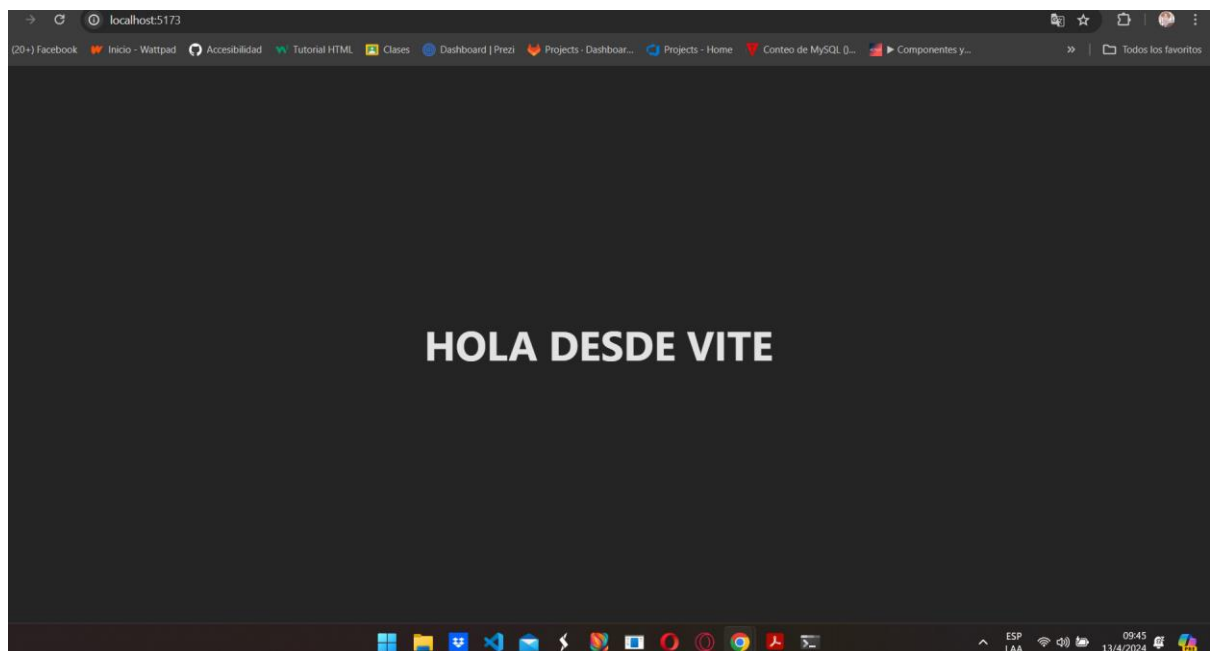 localhost:5173
(20+) Facebook Inicio - Wattpad Accesibilidad Tutorial HTML Clases Dashboard | Prezi Projects · Dashboar... Projects - Home Conteo de MySQL ()... ▶ Componentes y... » Todos los favoritos
HOLA DESDE VITE
ESP 09:45
LAA 13/4/2024